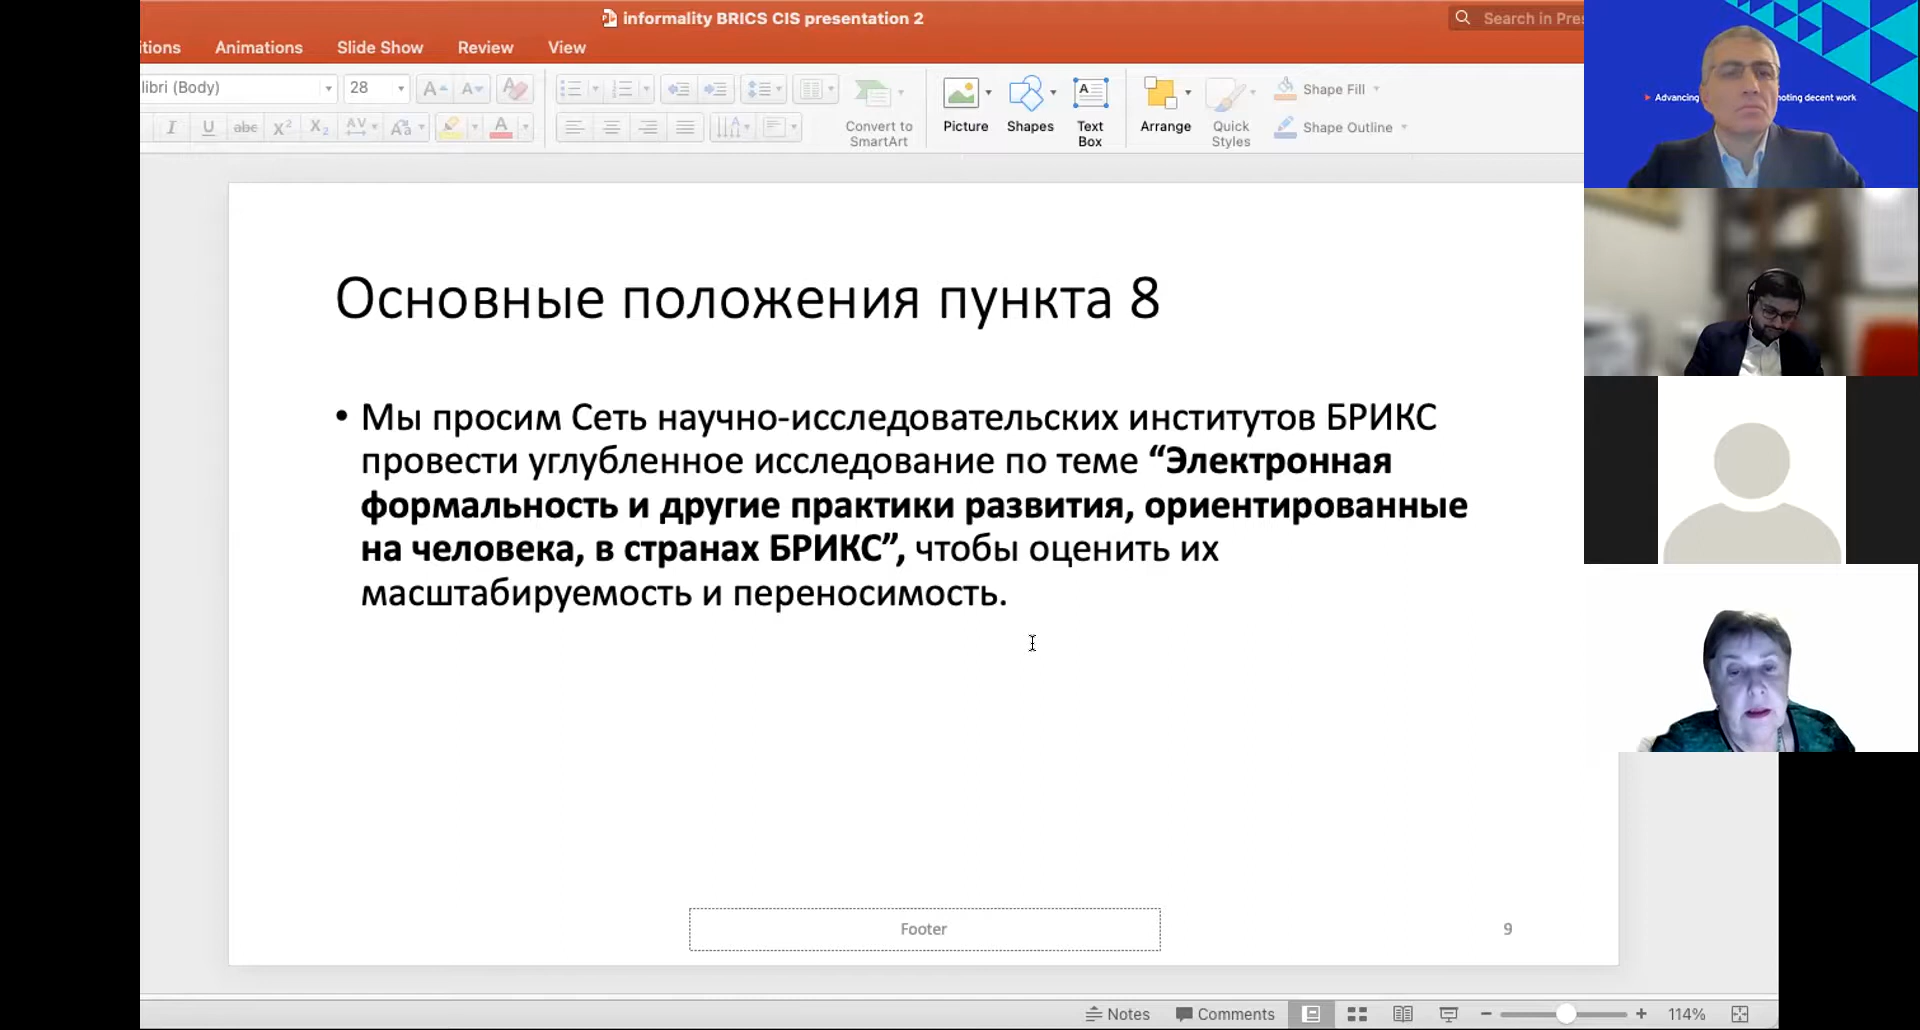 informality BRICS CIS presentation 2
Search in Pres
itions Animations Slide Show Review View
libri (Body) 28
Convert to SmartArt
Picture
Shapes
Text Box
Arrange
Quick Styles
Shape Fill
Shape Outline
Advancing
moting decent work
Основные положения пункта 8
• Мы просим Сеть научно-исследовательских институтов БРИКС
провести углубленное исследование по теме “Электронная
формальность и другие практики развития, ориентированные
на человека, в странах БРИКС”, чтобы оценить их
масштабируемость и переносимость.
Footer
9
Notes Comments 114%